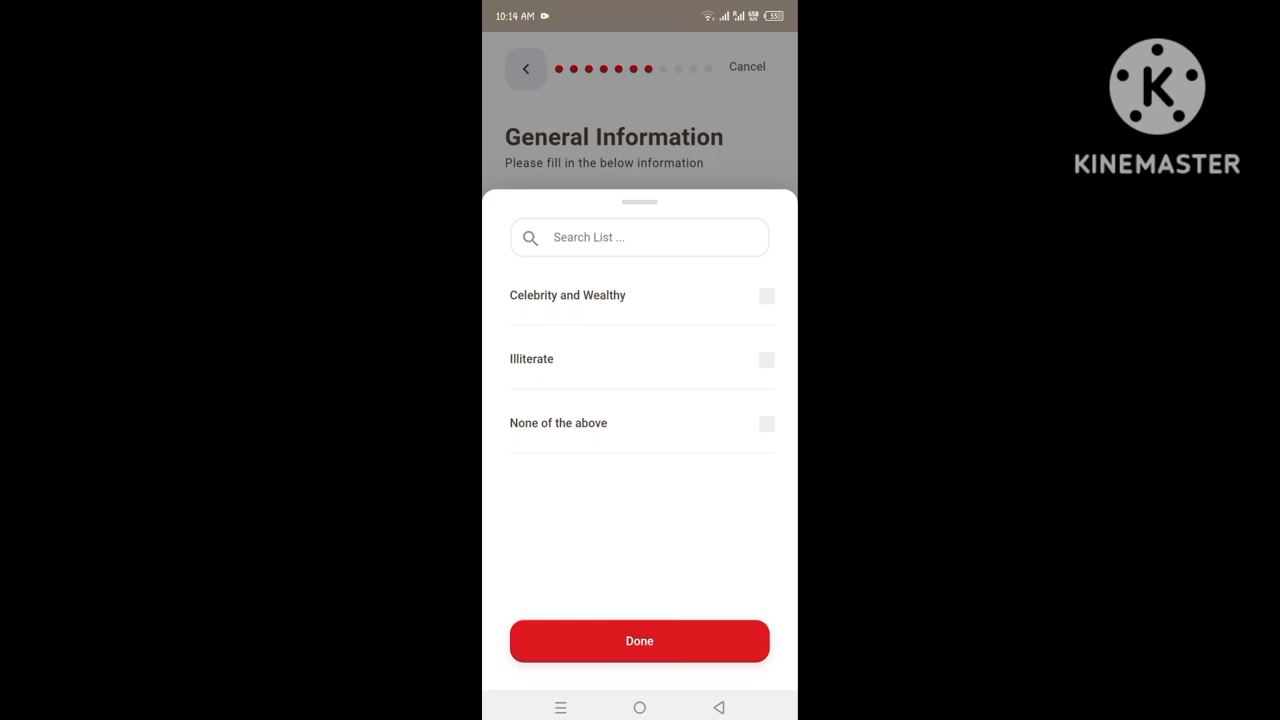 10:14 AM
Cancel
General Information
Please fill in the below information
Search List ...
Celebrity and Wealthy
Illiterate
None of the above
Done
K
KINEMASTER